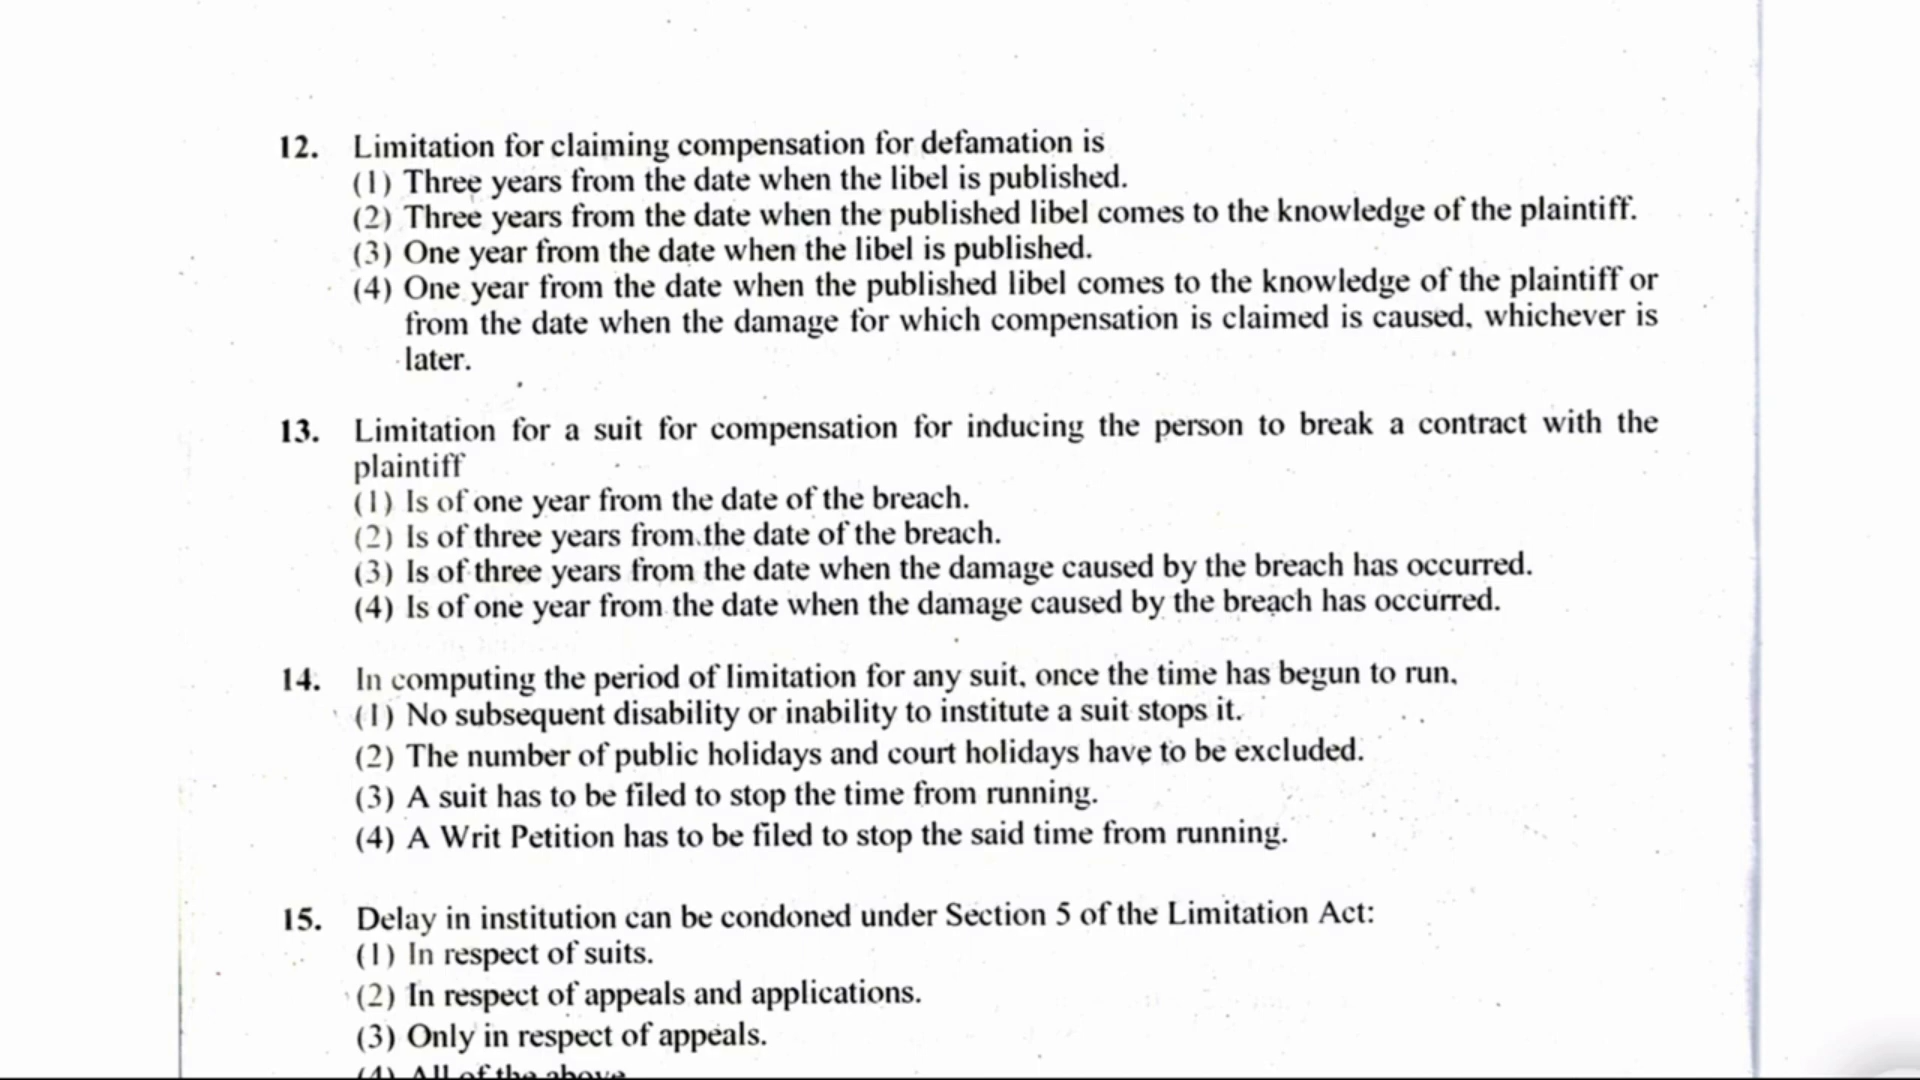 12. Limitation for claiming compensation for defamation is
(1) Three years from the date when the libel is published.
(2) Three years from the date when the published libel comes to the knowledge of the plaintiff.
(3) One year from the date when the libel is published.
(4) One year from the date when the published libel comes to the knowledge of the plaintiff or
from the date when the damage for which compensation is claimed is caused, whichever is
later.
13. Limitation for a suit for compensation for inducing the person to break a contract with the
plaintiff
(1) Is of one year from the date of the breach.
(2) Is of three years from the date of the breach.
(3) Is of three years from the date when the damage caused by the breach has occurred.
(4) Is of one year from the date when the damage caused by the breach has occurred.
14. In computing the period of limitation for any suit, once the time has begun to run,
(1) No subsequent disability or inability to institute a suit stops it.
(2) The number of public holidays and court holidays have to be excluded.
(3) A suit has to be filed to stop the time from running.
(4) A Writ Petition has to be filed to stop the said time from running.
15. Delay in institution can be condoned under Section 5 of the Limitation Act:
(1) In respect of suits.
(2) In respect of appeals and applications.
(3) Only in respect of appeals.
(4) All of the above